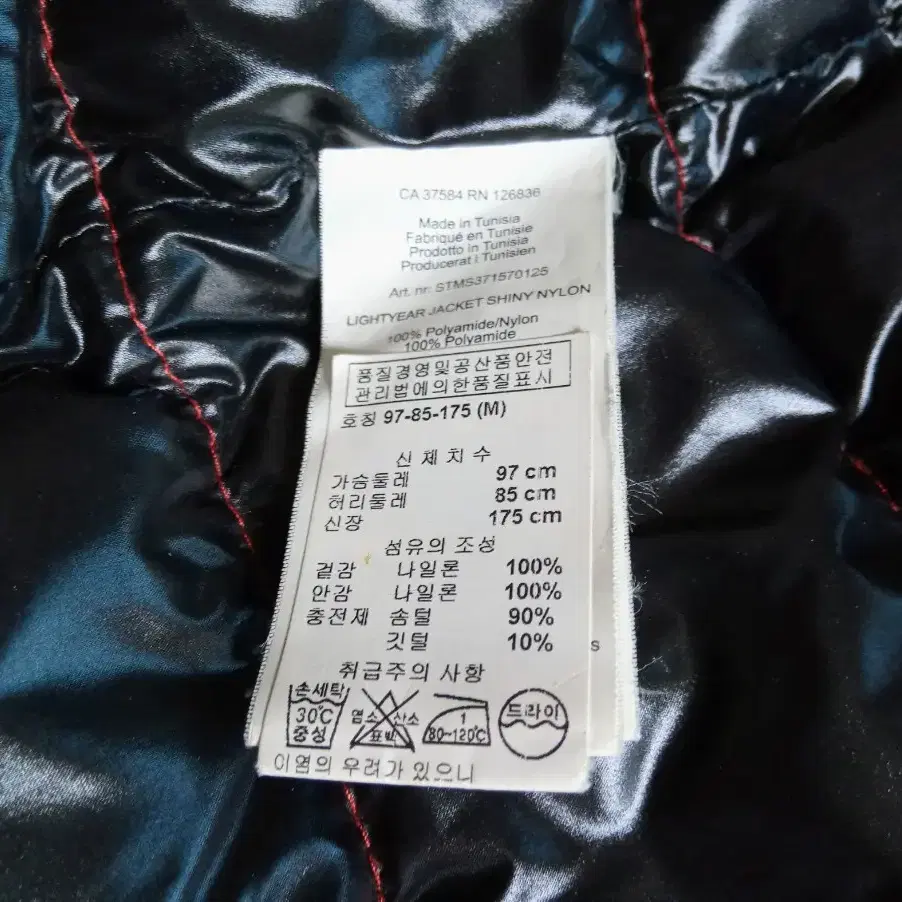 CA 37584 RN 126836
Made in Tunisia
Fabriqué en Tunisie
Prodotto in Tunisia
Producerat i Tunisien
Art. nr: STMS371570125
LIGHTYEAR JACKET SHINY NYLON
100% Polyamide/Nylon
100% Polyamide
품질경영및공산품안전
관리법에의한품질표시
호칭 97-85-175 (M)
신체치수
가슴둘레 97 cm
허리둘레 85 cm
신장 175 cm
섬유의 조성
겉감 나일론 100%
안감 나일론 100%
충전제 솜털 90%
깃털 10%
s
취급주의 사항
손세탁 30℃ 중성
염소 산소 표백
1 80~120℃
드라이
이염의 우려가 있으니